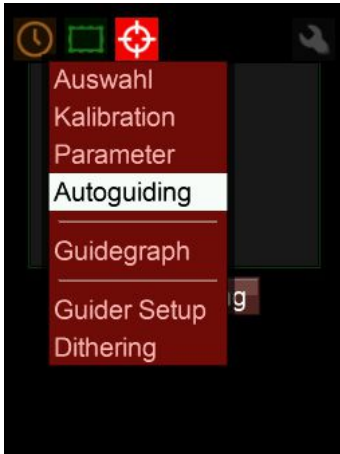 Auswahl
Kalibration
Parameter
Autoguiding
Guidegraph
Guider Setup
g
Dithering